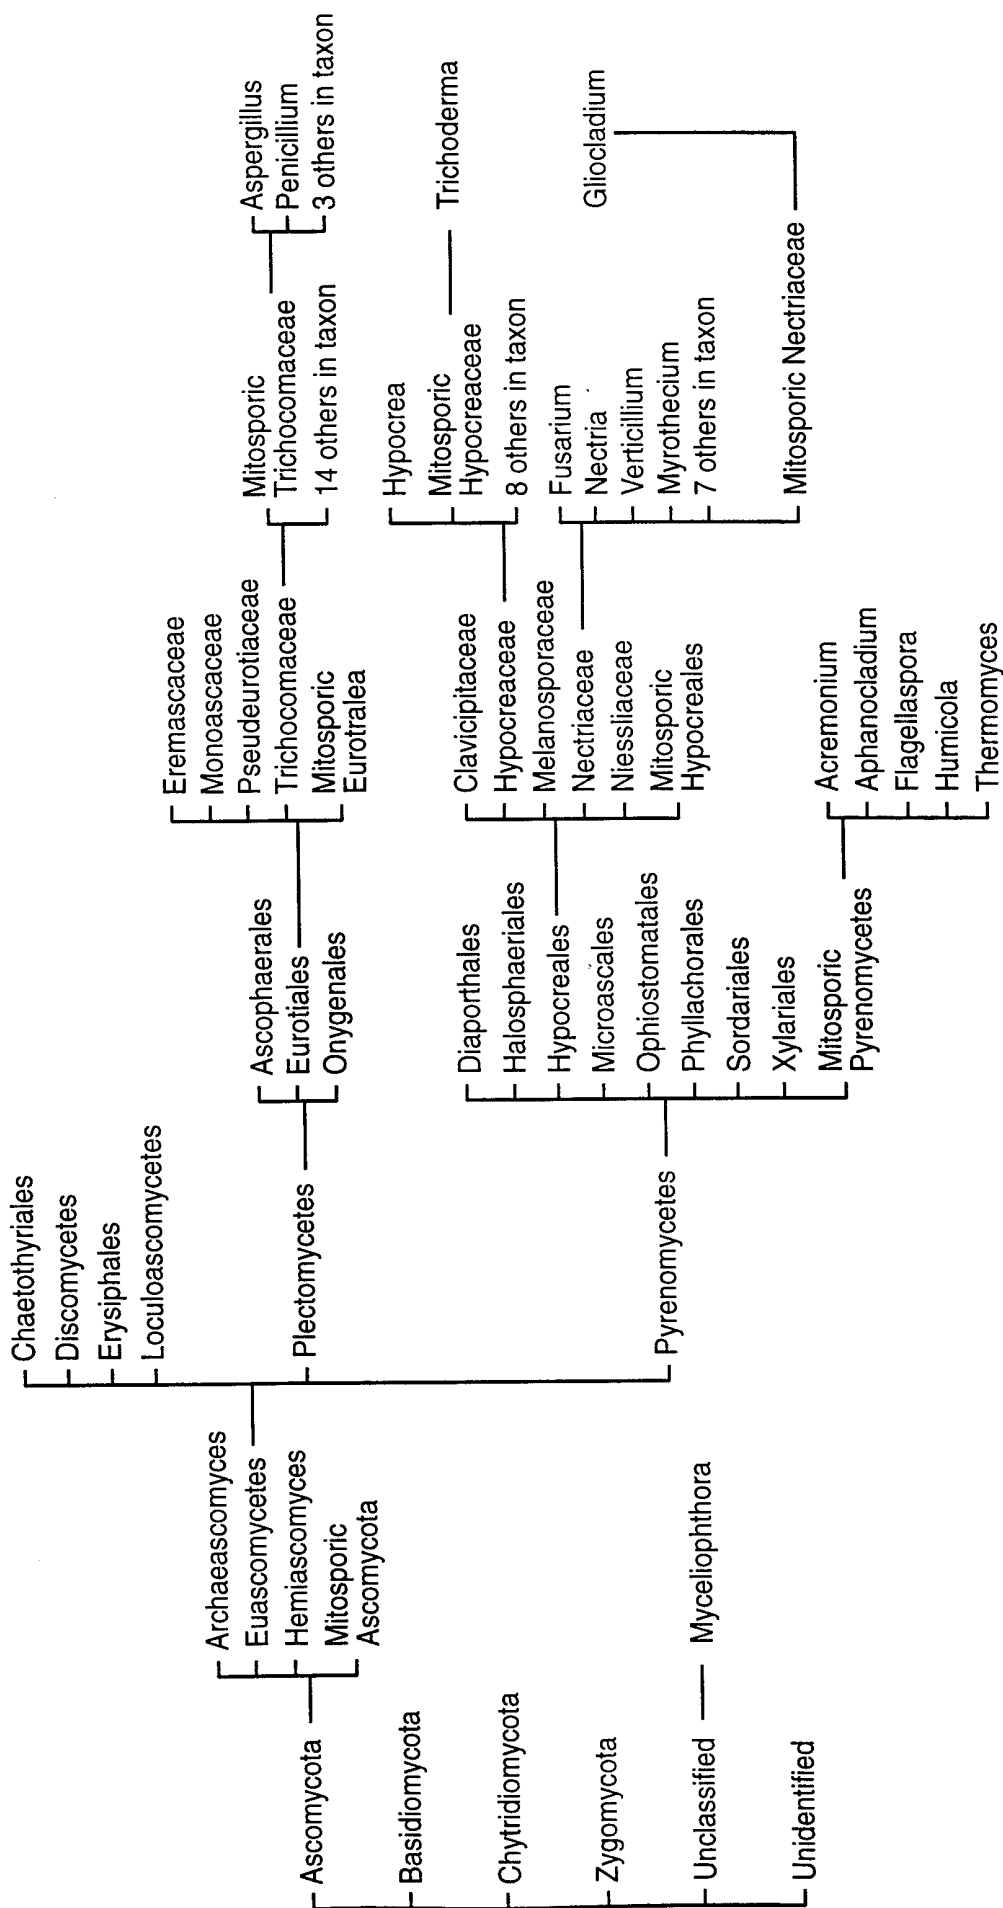 Ascomycota
Basidiomycota
Chytridiomycota
Zygomycota
Unclassified
Unidentified
Archaeascomyces
Euascomycetes
Hemiascomyces
Mitosporic
Ascomycota
Myceliophthora
Chaetothyriales
Discomycetes
Erysiphales
Loculoascomycetes
Plectomycetes
Pyrenomycetes
Ascophaerales
Eurotiales
Onygenales
Diaporthales
Halosphaeriales
Hypocreales
Microascales
Ophiostomatales
Phyllachorales
Sordariales
Xylariales
Mitosporic
Pyrenomycetes
Eremascaceae
Monoascaceae
Pseudeurotiaceae
Trichocomaceae
Mitosporic
Eurotralea
Clavicipitaceae
Hypocreaceae
Melanosporaceae
Nectriaceae
Niessliaceae
Mitosporic
Hypocreales
Acremonium
Aphanocladium
Flagellaspora
Humicola
Thermomyces
Mitosporic
Trichocomaceae
14 others in taxon
Hypocrea
Mitosporic
Hypocreaceae
8 others in taxon
Fusarium
Nectria
Verticillium
Myrothecium
7 others in taxon
Mitosporic Nectriaceae
Aspergillus
Penicillium
3 others in taxon
Trichoderma
Gliocladium